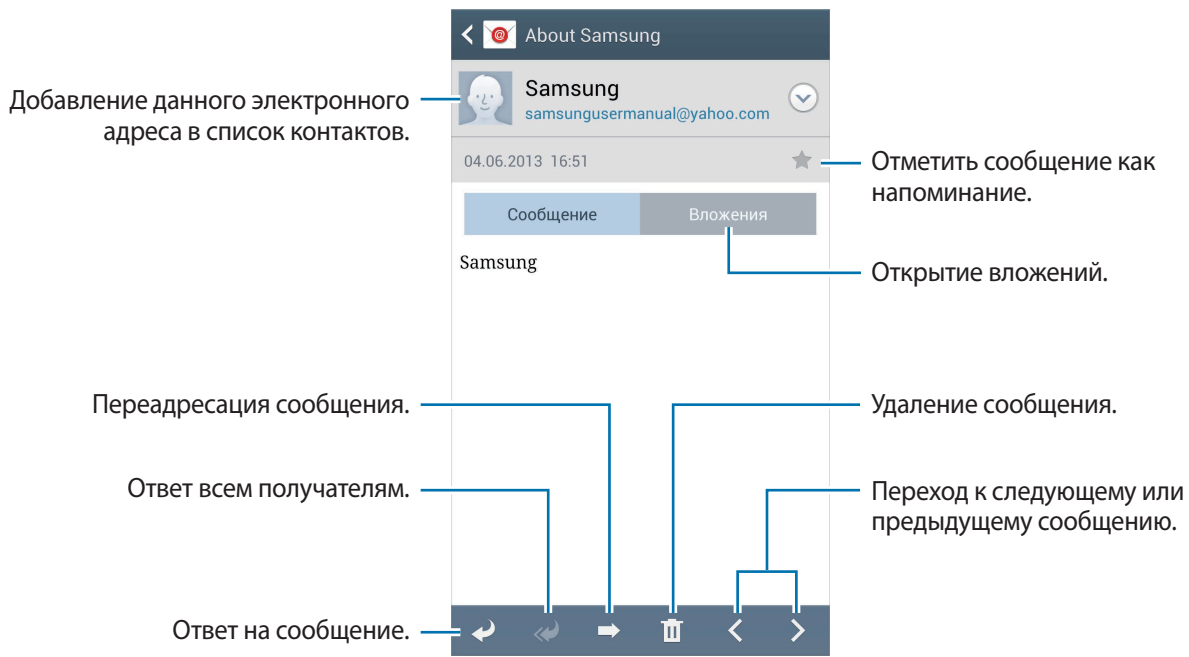 About Samsung
Samsung
samsungusermanual@yahoo.com
Добавление данного электронного
адреса в список контактов.
04.06.2013 16:51
Отметить сообщение как
напоминание.
Сообщение
Вложения
Samsung
Открытие вложений.
Переадресация сообщения.
Удаление сообщения.
Ответ всем получателям.
Переход к следующему или
предыдущему сообщению.
Ответ на сообщение.